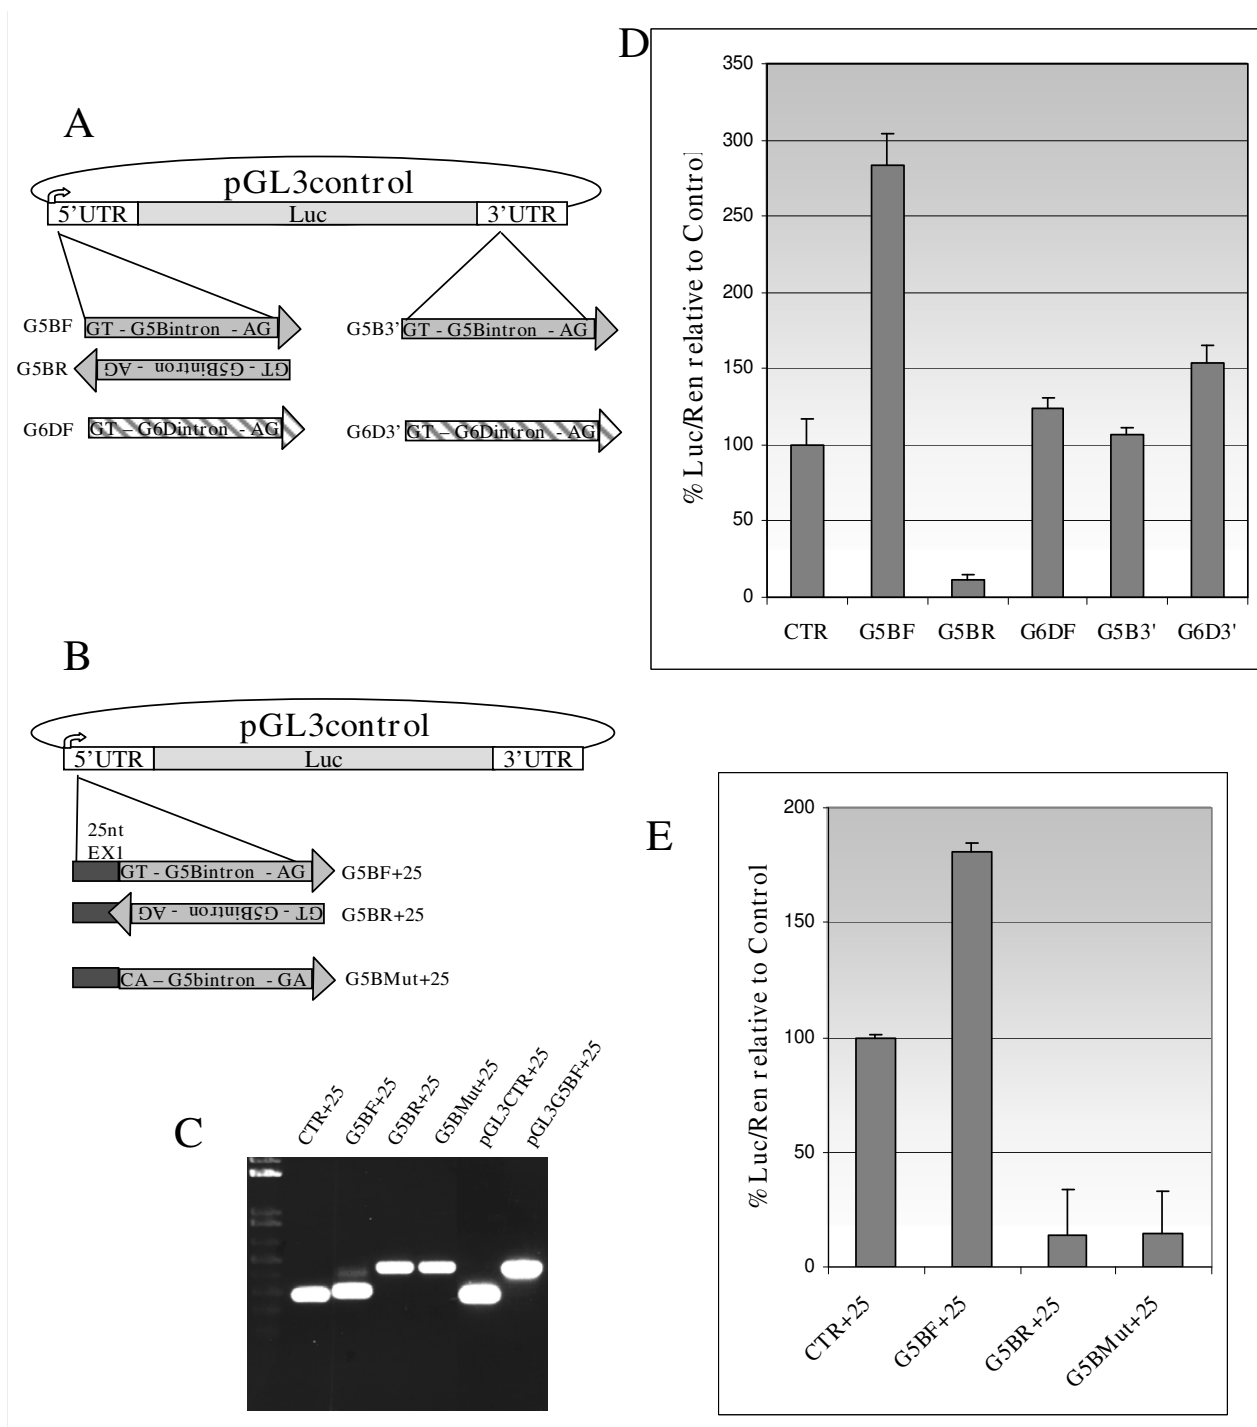 A
pGL3control
5'UTR Luc 3'UTR
G5BF GT - G5Bintron - AG
G5BR GT - G5Bintron - AG
G6DF GT – G6Dintron - AG
G5B3' GT - G5Bintron - AG
G6D3' GT – G6Dintron - AG
B
pGL3control
5'UTR Luc 3'UTR
25nt
EX1
GT - G5Bintron - AG G5BF+25
GT - G5Bintron - AG G5BR+25
CA – G5bintron - GA G5BMut+25
C
CTR+25
G5BF+25
G5BR+25
G5BMut+25
pGL3CTR+25
pGL3G5BF+25
D
% Luc/Ren relative to Control
350
300
250
200
150
100
50
0
CTR G5BF G5BR G6DF G5B3' G6D3'
E
% Luc/Ren relative to Control
200
150
100
50
0
CTR+25
G5BF+25
G5BR+25
G5BMut+25